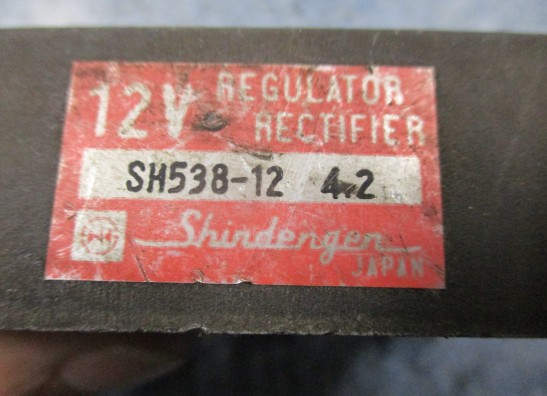 12V REGULATOR
RECTIFIER
SH538-12 4.2
Shindengen
JAPAN